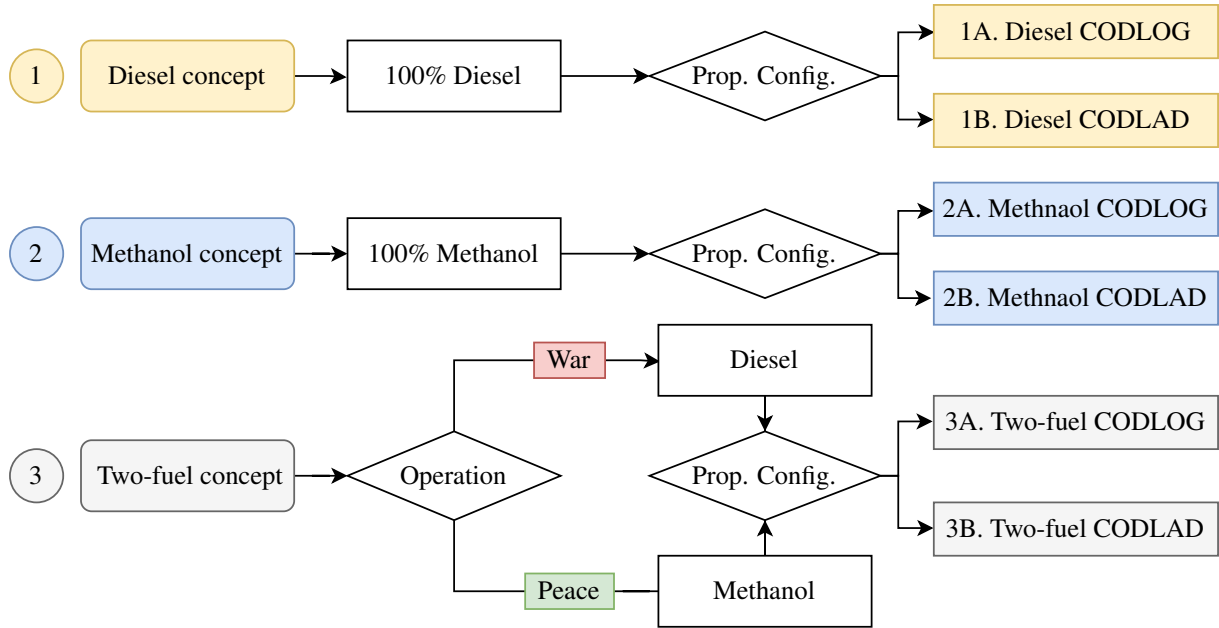 1
Diesel concept
100% Diesel
Prop. Config.
1A. Diesel CODLOG
1B. Diesel CODLAD
2
Methanol concept
100% Methanol
Prop. Config.
2A. Methnaol CODLOG
2B. Methnaol CODLAD
3
Two-fuel concept
Operation
War
Diesel
Peace
Methanol
Prop. Config.
3A. Two-fuel CODLOG
3B. Two-fuel CODLAD